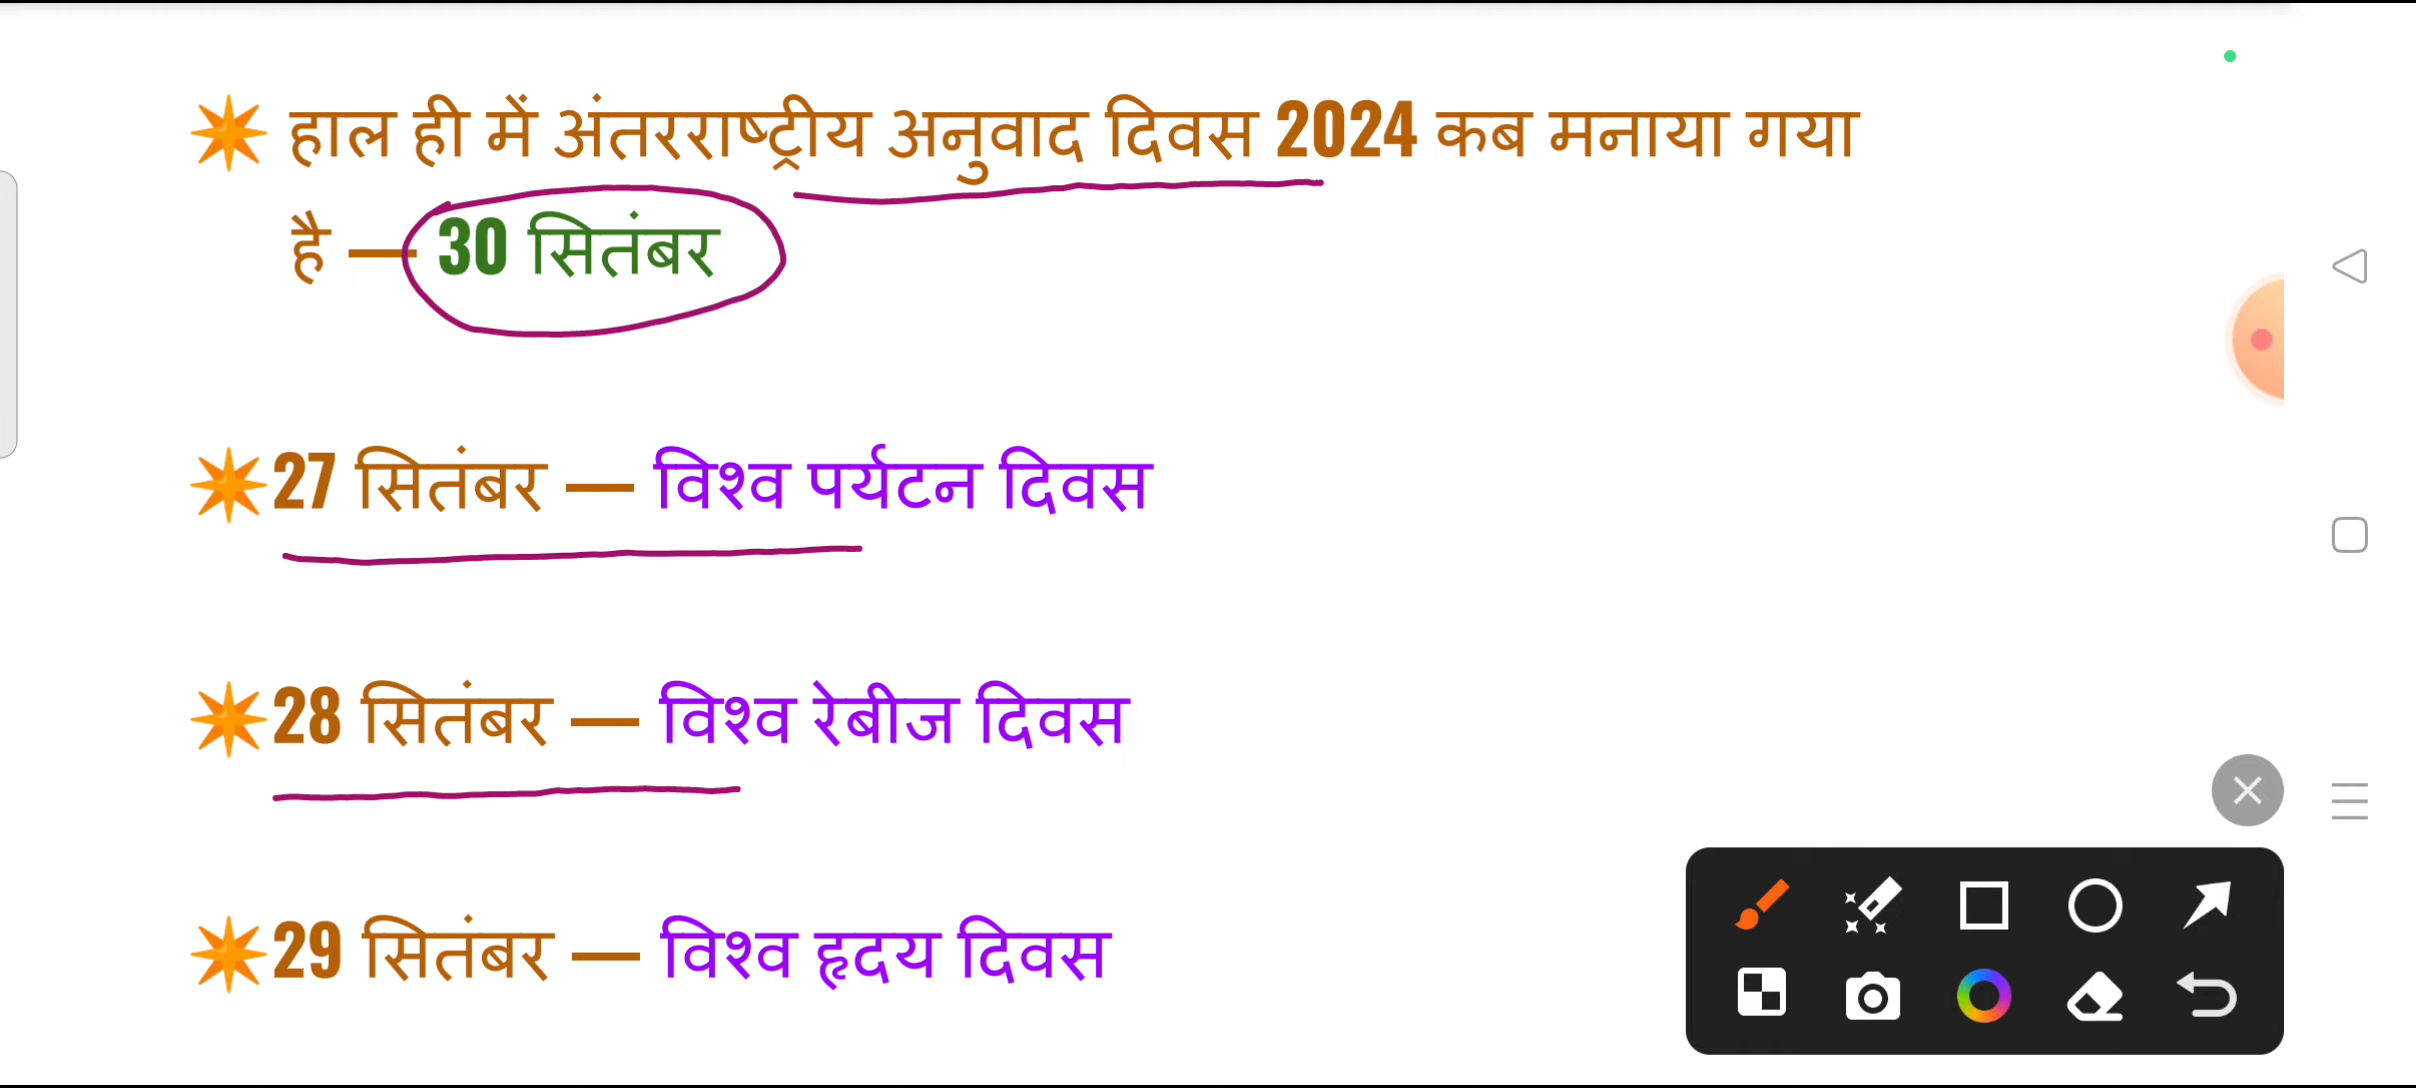 हाल ही में अंतरराष्ट्रीय अनुवाद दिवस 2024 कब मनाया गया
है — 30 सितंबर
27 सितंबर — विश्व पर्यटन दिवस
28 सितंबर — विश्व रेबीज दिवस
29 सितंबर — विश्व हृदय दिवस